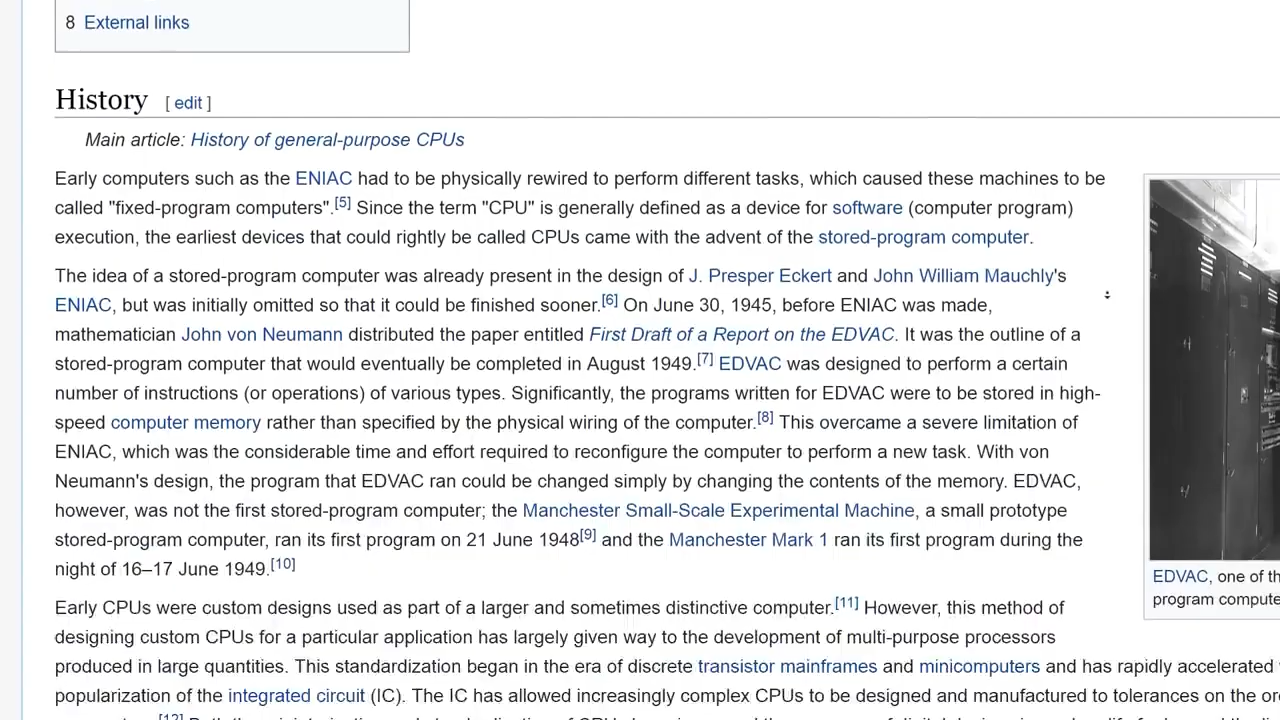 8 External links
History [ edit ]
Main article: History of general-purpose CPUs
Early computers such as the ENIAC had to be physically rewired to perform different tasks, which caused these machines to be
called "fixed-program computers".[5] Since the term "CPU" is generally defined as a device for software (computer program)
execution, the earliest devices that could rightly be called CPUs came with the advent of the stored-program computer.
The idea of a stored-program computer was already present in the design of J. Presper Eckert and John William Mauchly's
ENIAC, but was initially omitted so that it could be finished sooner.[6] On June 30, 1945, before ENIAC was made,
mathematician John von Neumann distributed the paper entitled First Draft of a Report on the EDVAC. It was the outline of a
stored-program computer that would eventually be completed in August 1949.[7] EDVAC was designed to perform a certain
number of instructions (or operations) of various types. Significantly, the programs written for EDVAC were to be stored in high-
speed computer memory rather than specified by the physical wiring of the computer.[8] This overcame a severe limitation of
ENIAC, which was the considerable time and effort required to reconfigure the computer to perform a new task. With von
Neumann's design, the program that EDVAC ran could be changed simply by changing the contents of the memory. EDVAC,
however, was not the first stored-program computer; the Manchester Small-Scale Experimental Machine, a small prototype
stored-program computer, ran its first program on 21 June 1948[9] and the Manchester Mark 1 ran its first program during the
night of 16–17 June 1949.[10]
EDVAC, one of th
program compute
Early CPUs were custom designs used as part of a larger and sometimes distinctive computer.[11] However, this method of
designing custom CPUs for a particular application has largely given way to the development of multi-purpose processors
produced in large quantities. This standardization began in the era of discrete transistor mainframes and minicomputers and has rapidly accelerated
popularization of the integrated circuit (IC). The IC has allowed increasingly complex CPUs to be designed and manufactured to tolerances on the